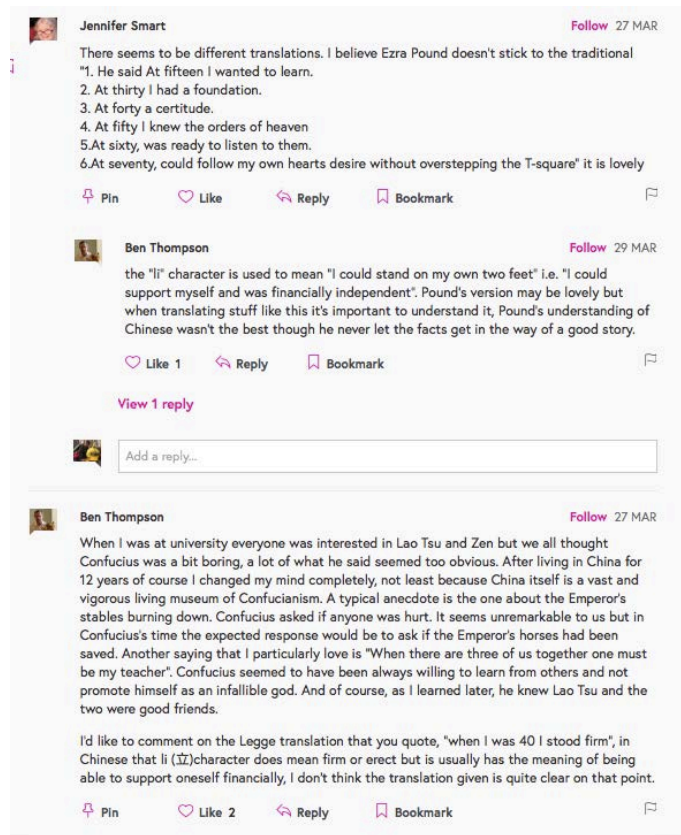 Jennifer Smart
Follow 27 MAR
There seems to be different translations. I believe Ezra Pound doesn't stick to the traditional
"1. He said At fifteen I wanted to learn.
2. At thirty I had a foundation.
3. At forty a certitude.
4. At fifty I knew the orders of heaven
5.At sixty, was ready to listen to them.
6.At seventy, could follow my own hearts desire without overstepping the T-square" it is lovely
Pin Like Reply Bookmark
Ben Thompson
Follow 29 MAR
the "li" character is used to mean "I could stand on my own two feet" i.e. "I could
support myself and was financially independent". Pound's version may be lovely but
when translating stuff like this it's important to understand it, Pound's understanding of
Chinese wasn't the best though he never let the facts get in the way of a good story.
Like 1 Reply Bookmark
View 1 reply
Add a reply...
Ben Thompson
Follow 27 MAR
When I was at university everyone was interested in Lao Tsu and Zen but we all thought
Confucius was a bit boring, a lot of what he said seemed too obvious. After living in China for
12 years of course I changed my mind completely, not least because China itself is a vast and
vigorous living museum of Confucianism. A typical anecdote is the one about the Emperor's
stables burning down. Confucius asked if anyone was hurt. It seems unremarkable to us but in
Confucius's time the expected response would be to ask if the Emperor's horses had been
saved. Another saying that I particularly love is "When there are three of us together one must
be my teacher". Confucius seemed to have been always willing to learn from others and not
promote himself as an infallible god. And of course, as I learned later, he knew Lao Tsu and the
two were good friends.
I'd like to comment on the Legge translation that you quote, "when I was 40 I stood firm", in
Chinese that li (立)character does mean firm or erect but is usually has the meaning of being
able to support oneself financially, I don't think the translation given is quite clear on that point.
Pin Like 2 Reply Bookmark